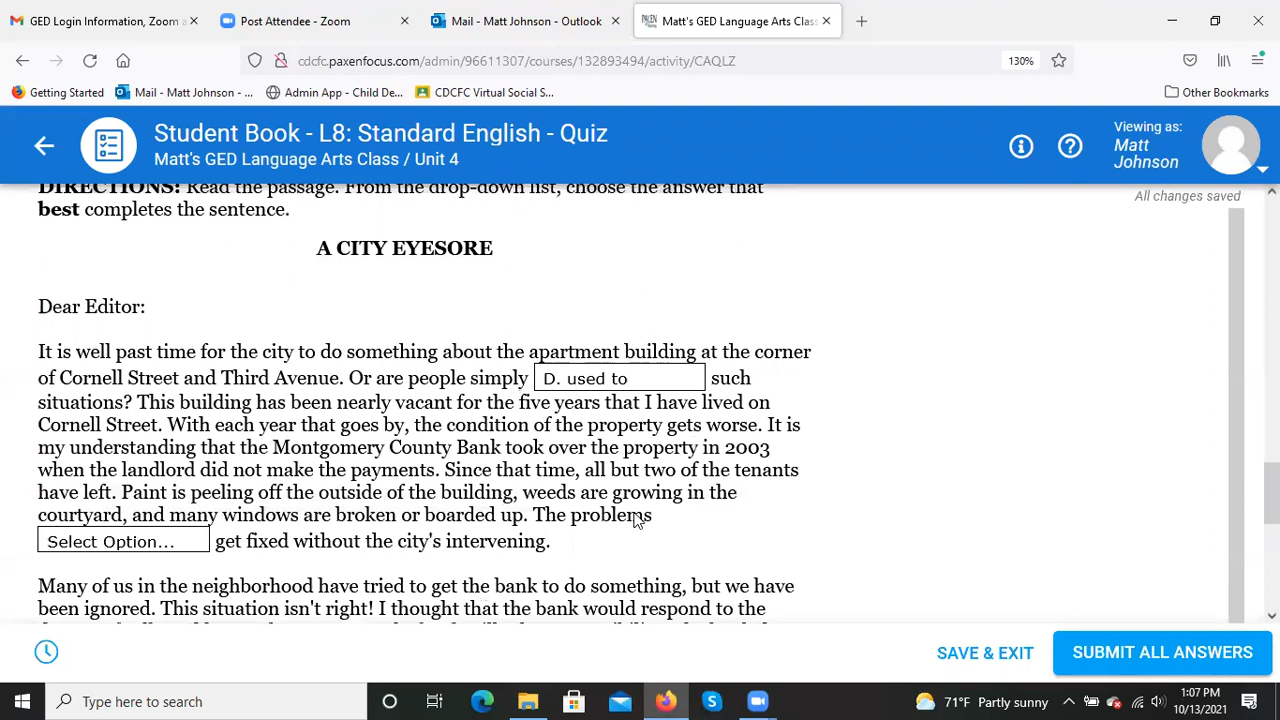 GED Login Information, Zoom a
Post Attendee - Zoom
Mail - Matt Johnson - Outlook
Matt's GED Language Arts Class
cdcfc.paxenfocus.com/admin/96611307/courses/132893494/activity/CAQLZ
130%
Getting Started
Mail - Matt Johnson - ...
Admin App - Child De...
CDCFC Virtual Social S...
Other Bookmarks
Student Book - L8: Standard English - Quiz
Matt's GED Language Arts Class / Unit 4
Viewing as:
Matt
Johnson
All changes saved
DIRECTIONS: Read the passage. From the drop-down list, choose the answer that
best completes the sentence.
A CITY EYESORE
Dear Editor:
It is well past time for the city to do something about the apartment building at the corner
of Cornell Street and Third Avenue. Or are people simply D. used to such
situations? This building has been nearly vacant for the five years that I have lived on
Cornell Street. With each year that goes by, the condition of the property gets worse. It is
my understanding that the Montgomery County Bank took over the property in 2003
when the landlord did not make the payments. Since that time, all but two of the tenants
have left. Paint is peeling off the outside of the building, weeds are growing in the
courtyard, and many windows are broken or boarded up. The problems
Select Option... get fixed without the city's intervening.
Many of us in the neighborhood have tried to get the bank to do something, but we have
been ignored. This situation isn't right! I thought that the bank would respond to the
SAVE & EXIT
SUBMIT ALL ANSWERS
Type here to search
71°F Partly sunny
1:07 PM
10/13/2021